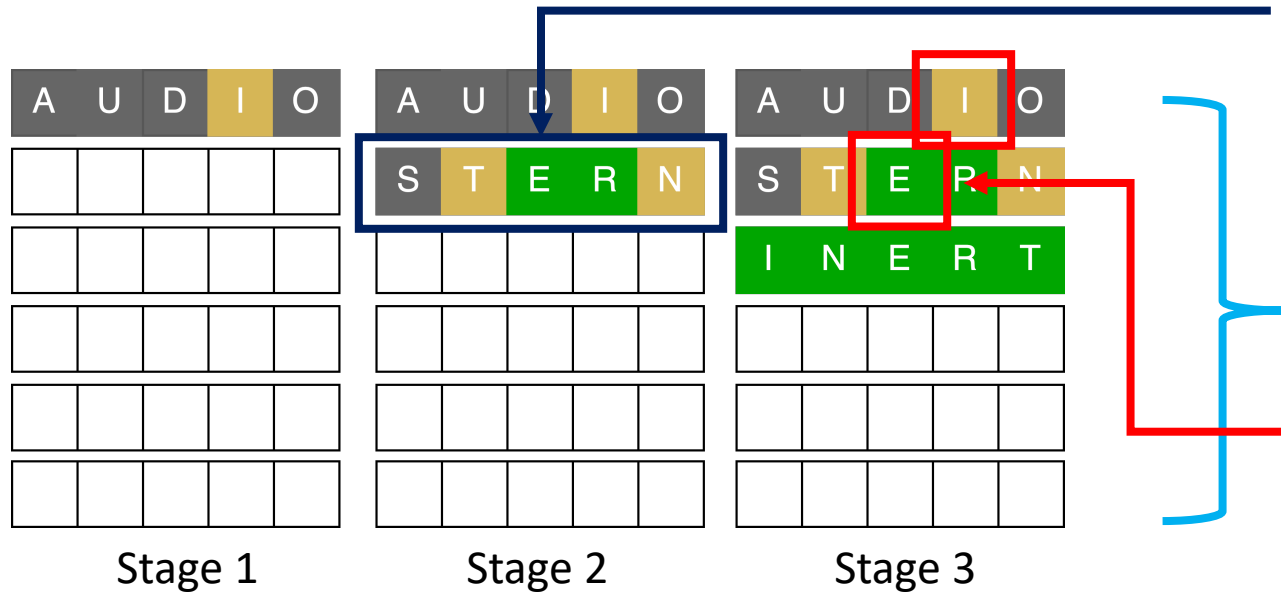 A U D I O A U D I O A U D I O
S T E R N S T E R N
I N E R T
Stage 1 Stage 2 Stage 3